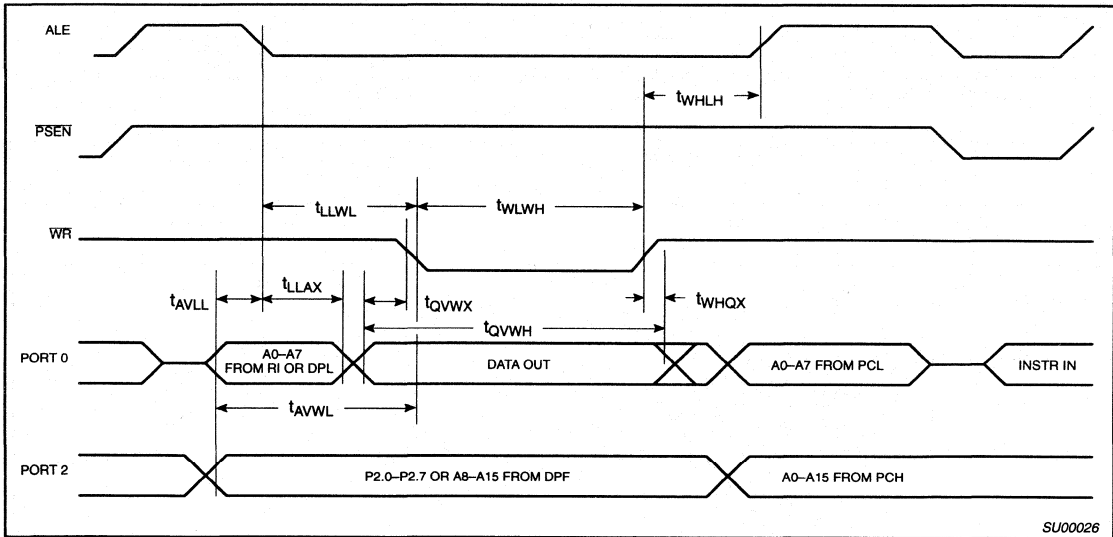 ALE
tWHLH
PSEN
tLLWL
tWLWH
WR
tAVLL
tLLAX
tQVWX
tWHQX
tQVWH
PORT 0
A0–A7
FROM RI OR DPL
DATA OUT
A0–A7 FROM PCL
INSTR IN
tAVWL
PORT 2
P2.0–P2.7 OR A8–A15 FROM DPF
A0–A15 FROM PCH
SU00026